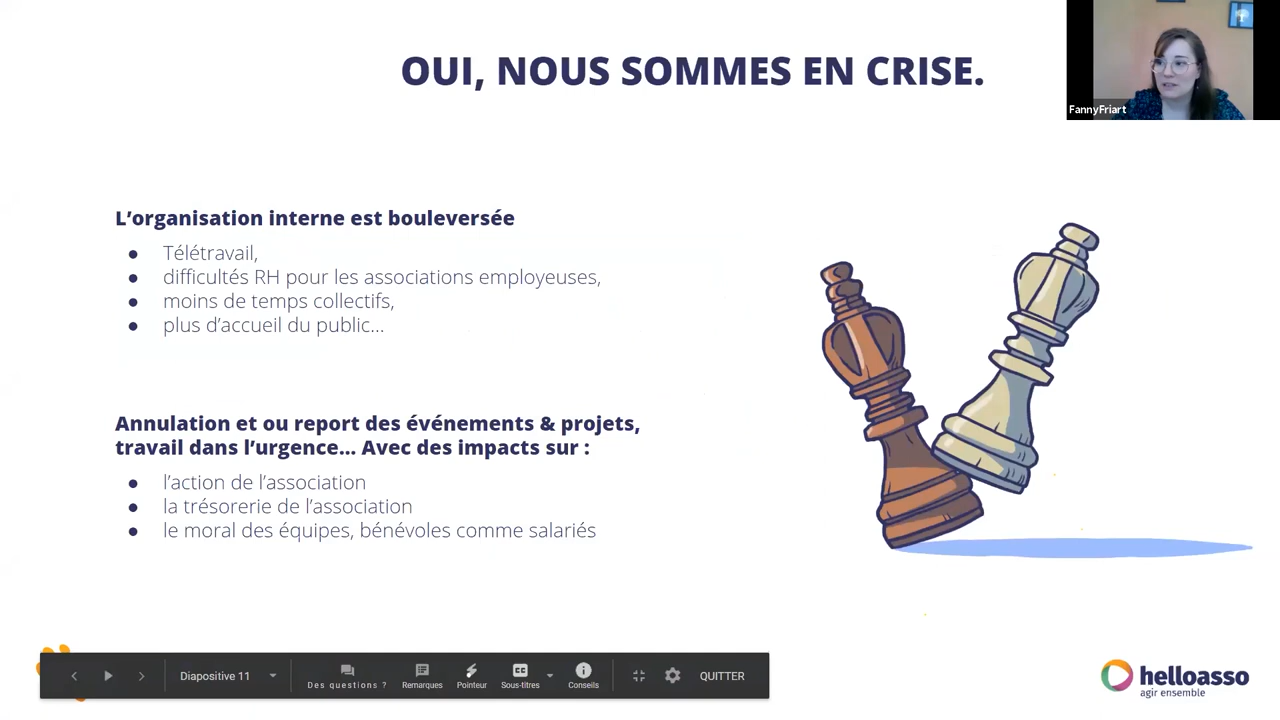 OUI, NOUS SOMMES EN CRISE.
FannyFriart
L’organisation interne est bouleversée
● Télétravail,
● difficultés RH pour les associations employeuses,
● moins de temps collectifs,
● plus d’accueil du public...
Annulation et ou report des événements & projets,
travail dans l’urgence... Avec des impacts sur :
● l’action de l’association
● la trésorerie de l’association
● le moral des équipes, bénévoles comme salariés
Diapositive 11
Des questions ?
Remarques
Pointeur
CC
Sous-titres
Conseils
QUITTER
helloasso
agir ensemble